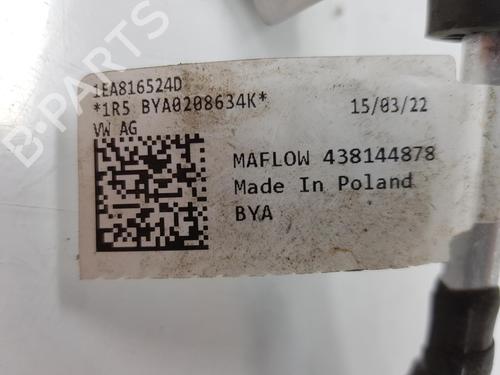 1EA816524D
*1R5 BYA0208634K*
15/03/22
VW AG
MAFLOW 438144878
Made In Poland
BYA
B-PARTS